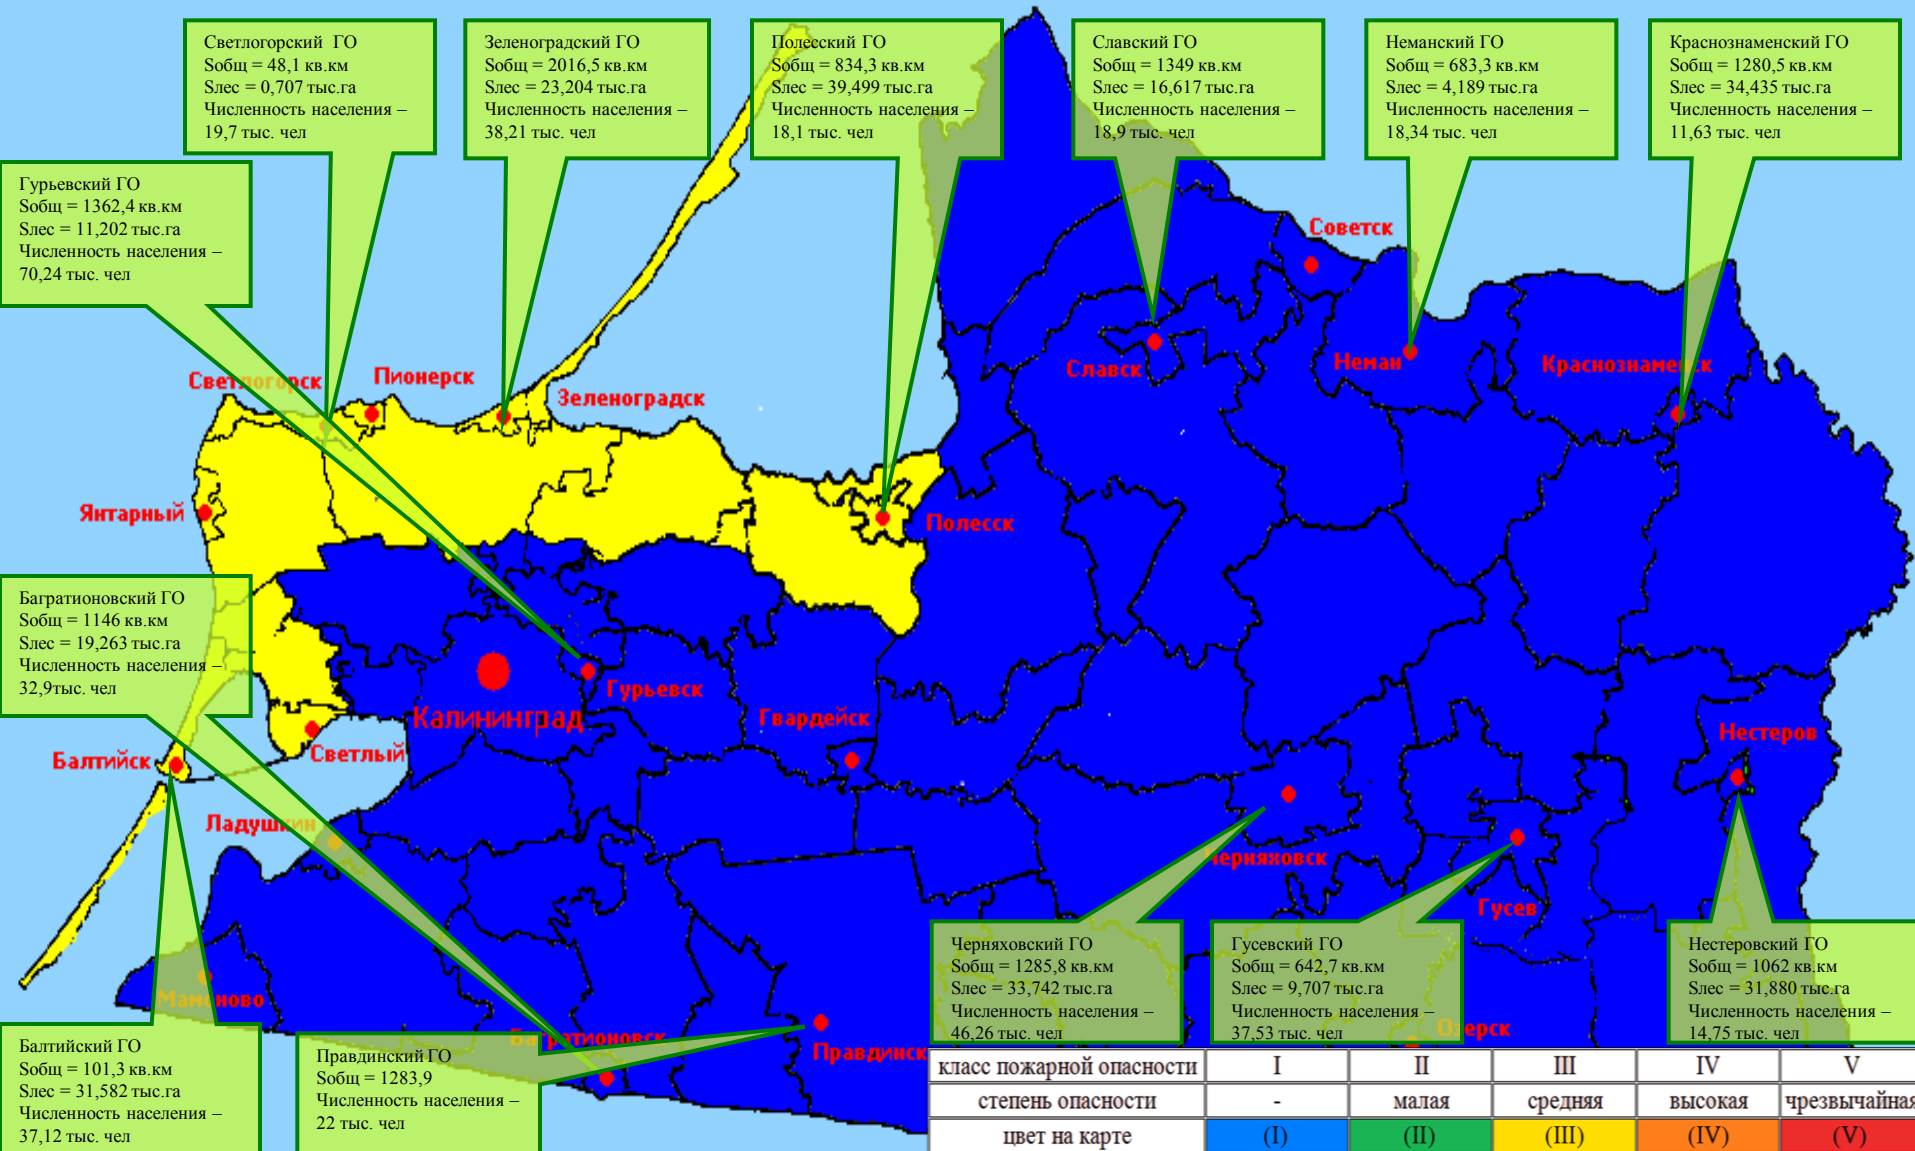 Светлогорский ГО
Sобщ = 48,1 кв.км
Sлес = 0,707 тыс.га
Численность населения –
19,7 тыс. чел
Зеленоградский ГО
Sобщ = 2016,5 кв.км
Sлес = 23,204 тыс.га
Численность населения –
38,21 тыс. чел
Полесский ГО
Sобщ = 834,3 кв.км
Sлес = 39,499 тыс.га
Численность населения –
18,1 тыс. чел
Славский ГО
Sобщ = 1349 кв.км
Sлес = 16,617 тыс.га
Численность населения –
18,9 тыс. чел
Неманский ГО
Sобщ = 683,3 кв.км
Sлес = 4,189 тыс.га
Численность населения –
18,34 тыс. чел
Краснознаменский ГО
Sобщ = 1280,5 кв.км
Sлес = 34,435 тыс.га
Численность населения –
11,63 тыс. чел
Гурьевский ГО
Sобщ = 1362,4 кв.км
Sлес = 11,202 тыс.га
Численность населения –
70,24 тыс. чел
Советск
Светлогорск
Пионерск
Зеленоградск
Славск
Неман
Краснознаменск
Янтарный
Полесск
Багратионовский ГО
Sобщ = 1146 кв.км
Sлес = 19,263 тыс.га
Численность населения –
32,9тыс. чел
Калининград
Гурьевск
Гвардейск
Нестеров
Балтийск
Светлый
Ладушкин
Черняховск
Гусев
Мамоново
Багратионовск
Правдинск
Озерск
Черняховский ГО
Sобщ = 1285,8 кв.км
Sлес = 33,742 тыс.га
Численность населения –
46,26 тыс. чел
Гусевский ГО
Sобщ = 642,7 кв.км
Sлес = 9,707 тыс.га
Численность населения –
37,53 тыс. чел
Нестеровский ГО
Sобщ = 1062 кв.км
Sлес = 31,880 тыс.га
Численность населения –
14,75 тыс. чел
Балтийский ГО
Sобщ = 101,3 кв.км
Sлес = 31,582 тыс.га
Численность населения –
37,12 тыс. чел
Правдинский ГО
Sобщ = 1283,9
Численность населения –
22 тыс. чел
класс пожарной опасности I II III IV V
степень опасности - малая средняя высокая чрезвычайная
цвет на карте (I) (II) (III) (IV) (V)